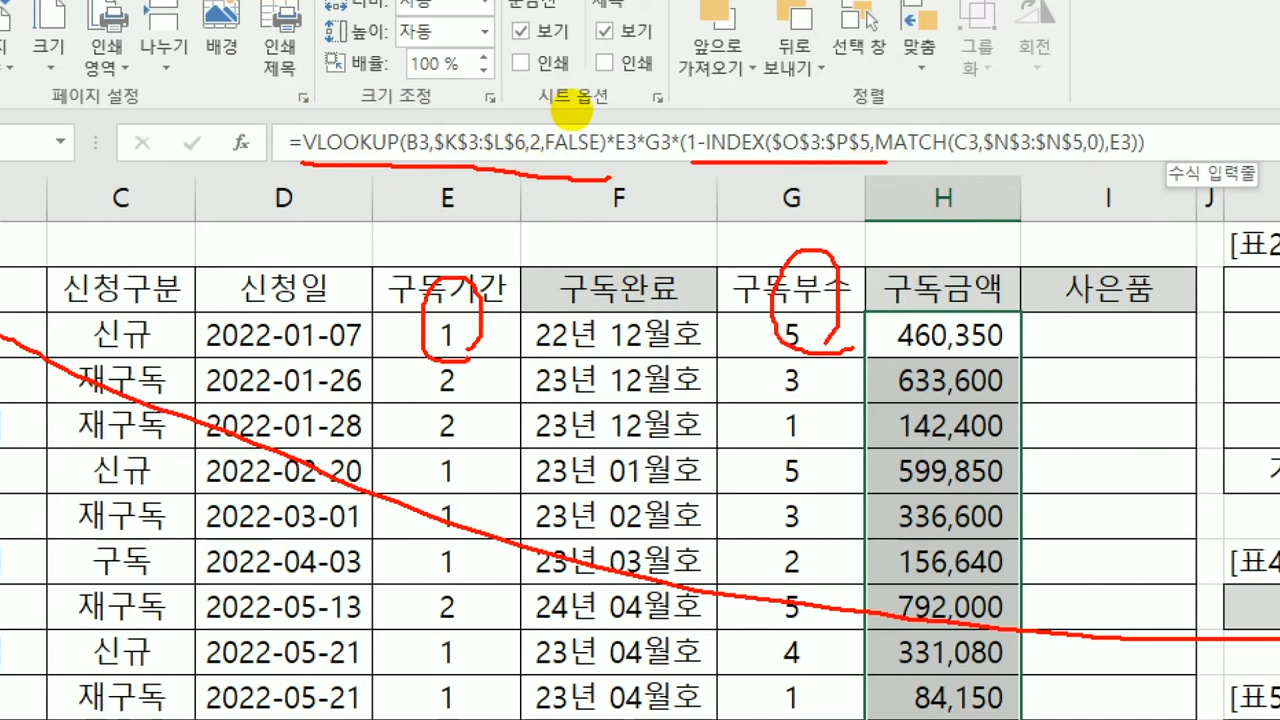 자동
크기 인쇄 나누기 배경 인쇄
영역 제목
높이: 자동
배율: 100 %
보기 보기
인쇄 인쇄
앞으로 뒤로 선택 창 맞춤 그룹 회전
가져오기 보내기 화
페이지 설정 크기 조정 시트 옵션 정렬
fx =VLOOKUP(B3,$K$3:$L$6,2,FALSE)*E3*G3*(1-INDEX($O$3:$P$5,MATCH(C3,$N$3:$N$5,0),E3))
수식 입력줄
C D E F G H I J
[표2
신청구분 신청일 구독기간 구독완료 구독부수 구독금액 사은품
신규 2022-01-07 1 22년 12월호 5 460,350
재구독 2022-01-26 2 23년 12월호 3 633,600
재구독 2022-01-28 2 23년 12월호 1 142,400
신규 2022-02-20 1 23년 01월호 5 599,850
재구독 2022-03-01 1 23년 02월호 3 336,600
구독 2022-04-03 1 23년 03월호 2 156,640 [표4
재구독 2022-05-13 2 24년 04월호 5 792,000
신규 2022-05-21 1 23년 04월호 4 331,080
재구독 2022-05-21 1 23년 04월호 1 84,150 [표5